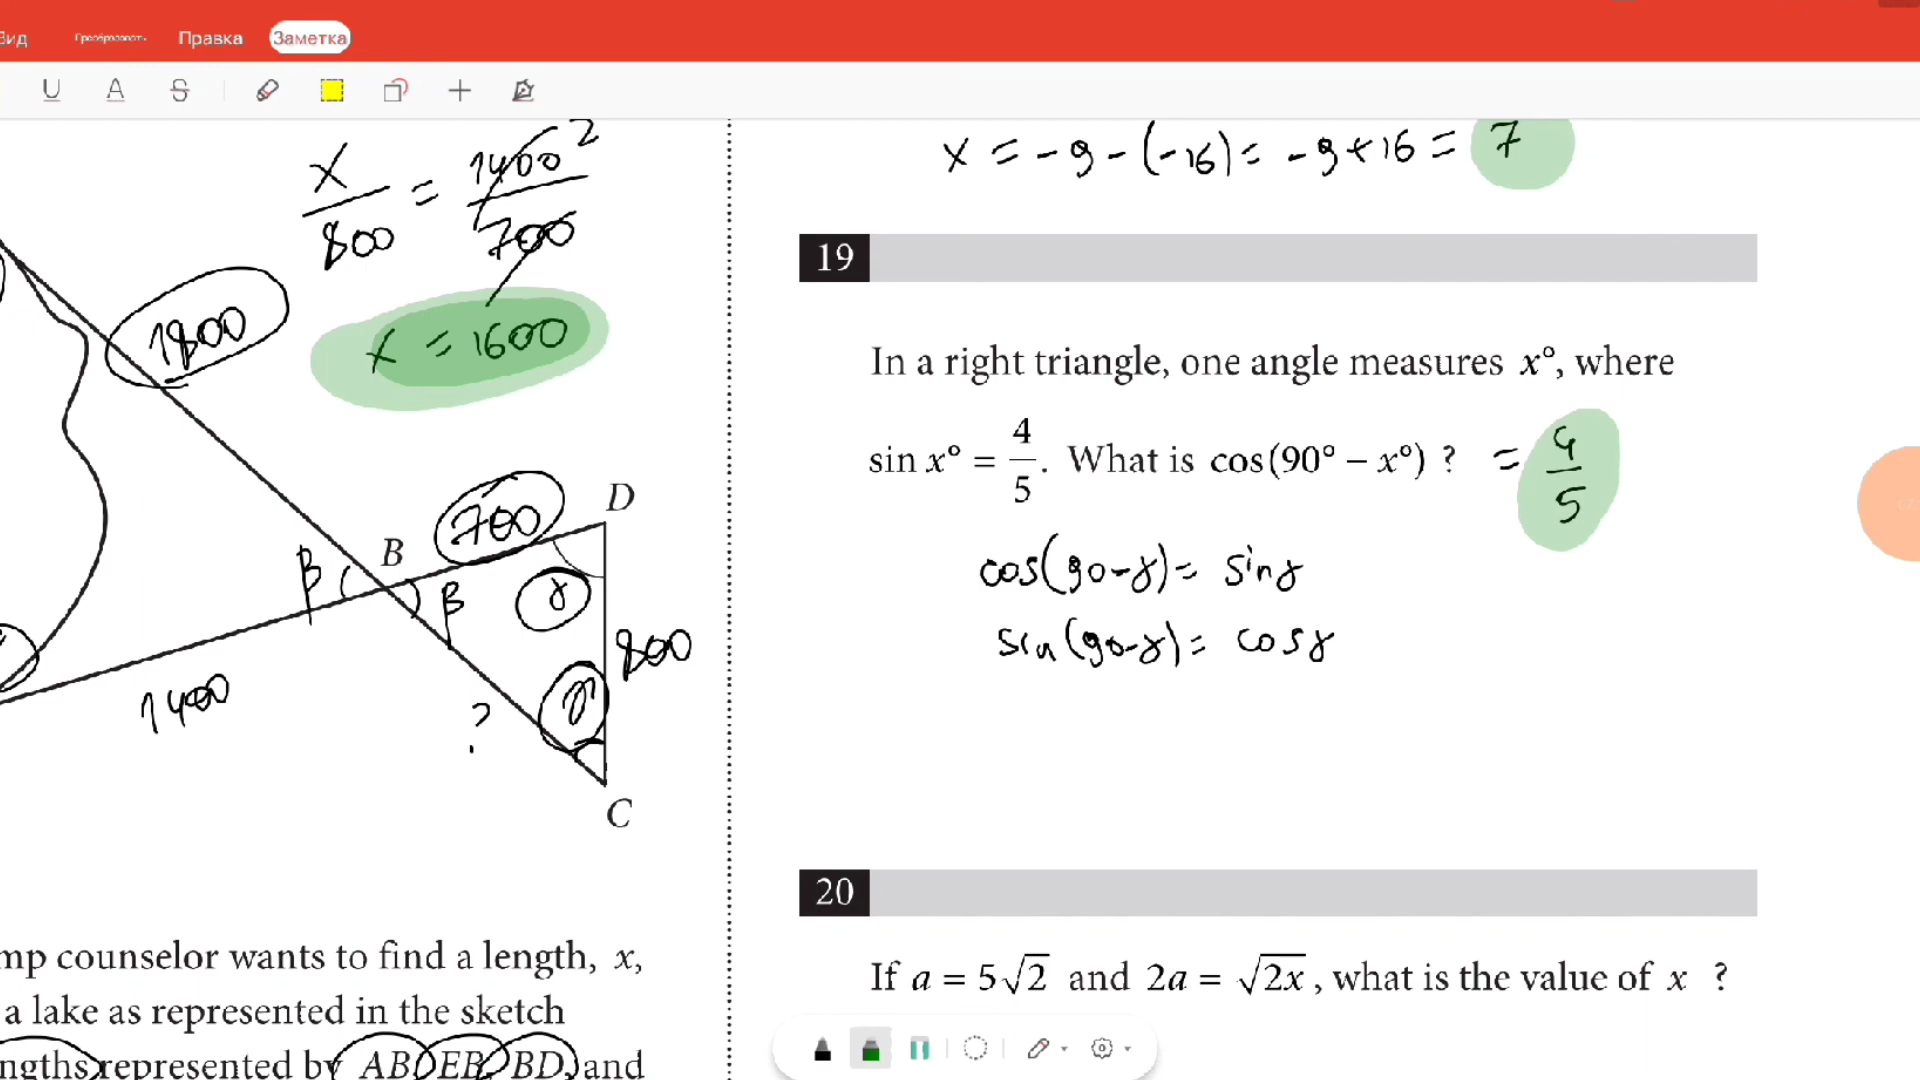 Вид Преобразовать Правка Заметка
U A S
x = -9 - (-16) = -9 + 16 = 7
x/800 = 1400/700 2
x = 1600
1800
D
700
B
β
β
γ
800
1400
?
C
19
In a right triangle, one angle measures x°, where
sin x° = 4/5. What is cos(90° – x°) ? = 4/5
cos(90-γ) = sinγ
sin(90-γ) = cosγ
20
If a = 5√2 and 2a = √2x, what is the value of x ?
mp counselor wants to find a length, x,
a lake as represented in the sketch
ngths represented by AB, EB, BD, and